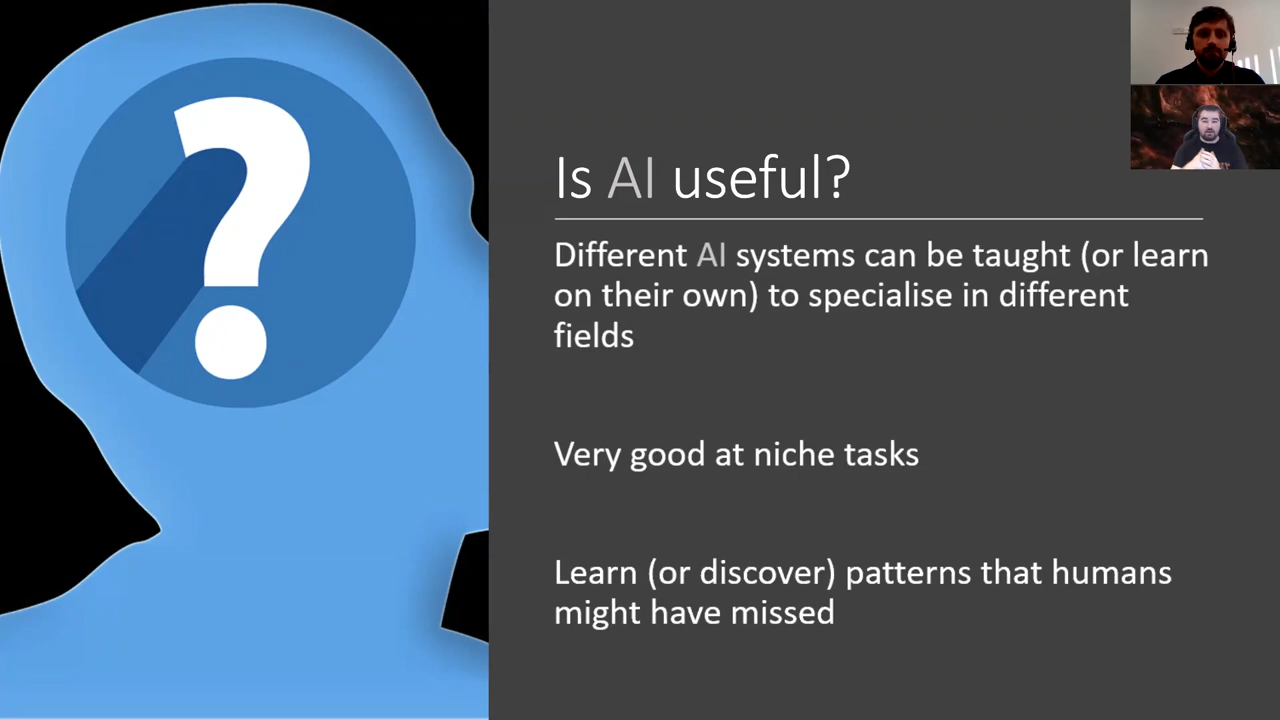 Is AI useful?
Different AI systems can be taught (or learn
on their own) to specialise in different
fields
Very good at niche tasks
Learn (or discover) patterns that humans
might have missed